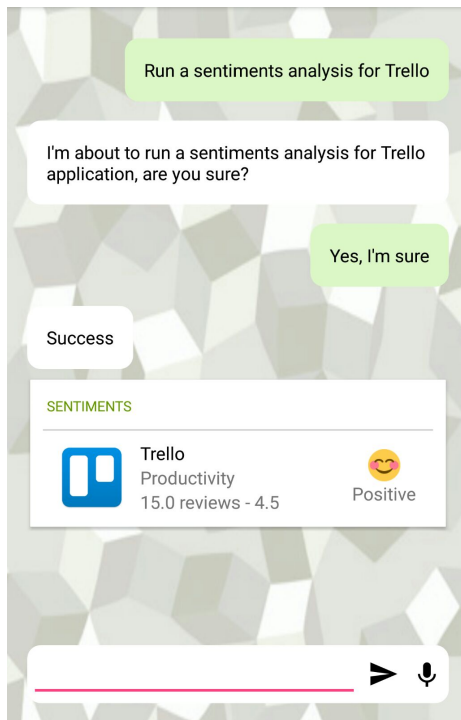 Run a sentiments analysis for Trello
I'm about to run a sentiments analysis for Trello
application, are you sure?
Yes, I'm sure
Success
SENTIMENTS
Trello
Productivity
15.0 reviews - 4.5
Positive